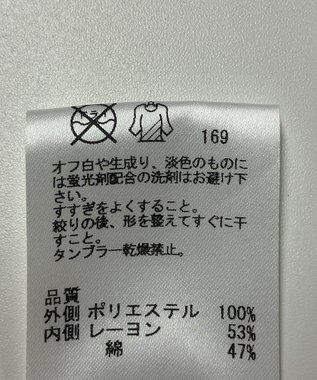 ドライ
169
オフ白や生成り、淡色のものに
は蛍光剤配合の洗剤はお避け下
さい。
すすぎをよくすること。
絞りの後、形を整えてすぐに干
すこと。
タンブラー乾燥禁止。
品質
外側 ポリエステル 100%
内側 レーヨン 53%
綿 47%